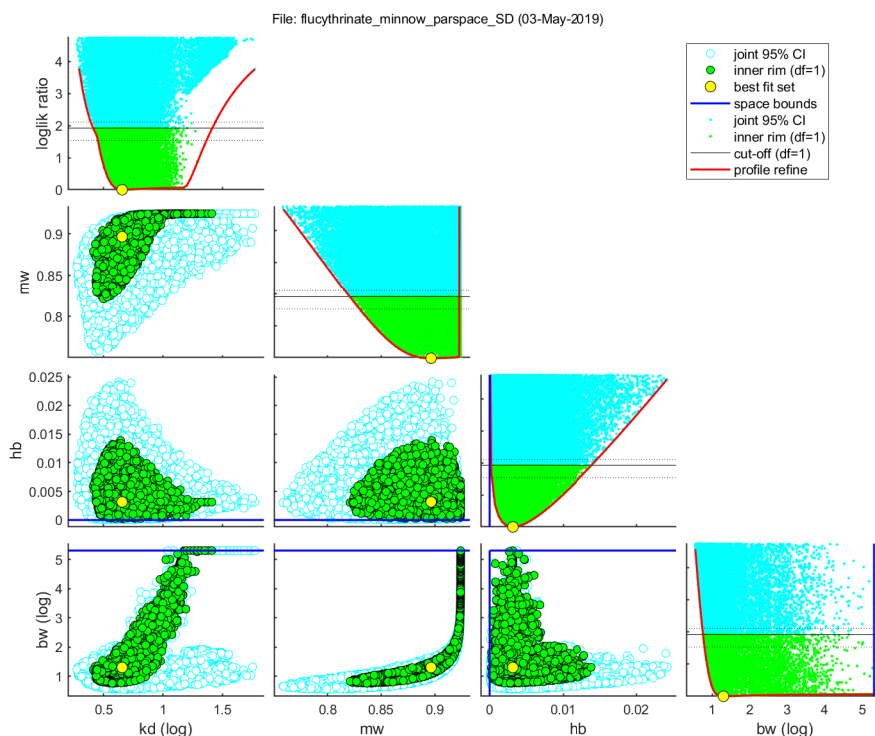 File: flucythrinate_minnow_parspace_SD (03-May-2019)
joint 95% CI
inner rim (df=1)
best fit set
space bounds
joint 95% CI
inner rim (df=1)
cut-off (df=1)
profile refine
loglik ratio
4
3
2
1
0
mw
0.9
0.85
0.8
hb
0.025
0.02
0.015
0.01
0.005
0
bw (log)
5
4
3
2
1
0.5 1 1.5
kd (log)
0.8 0.9
mw
0 0.01 0.02
hb
1 2 3 4 5
bw (log)